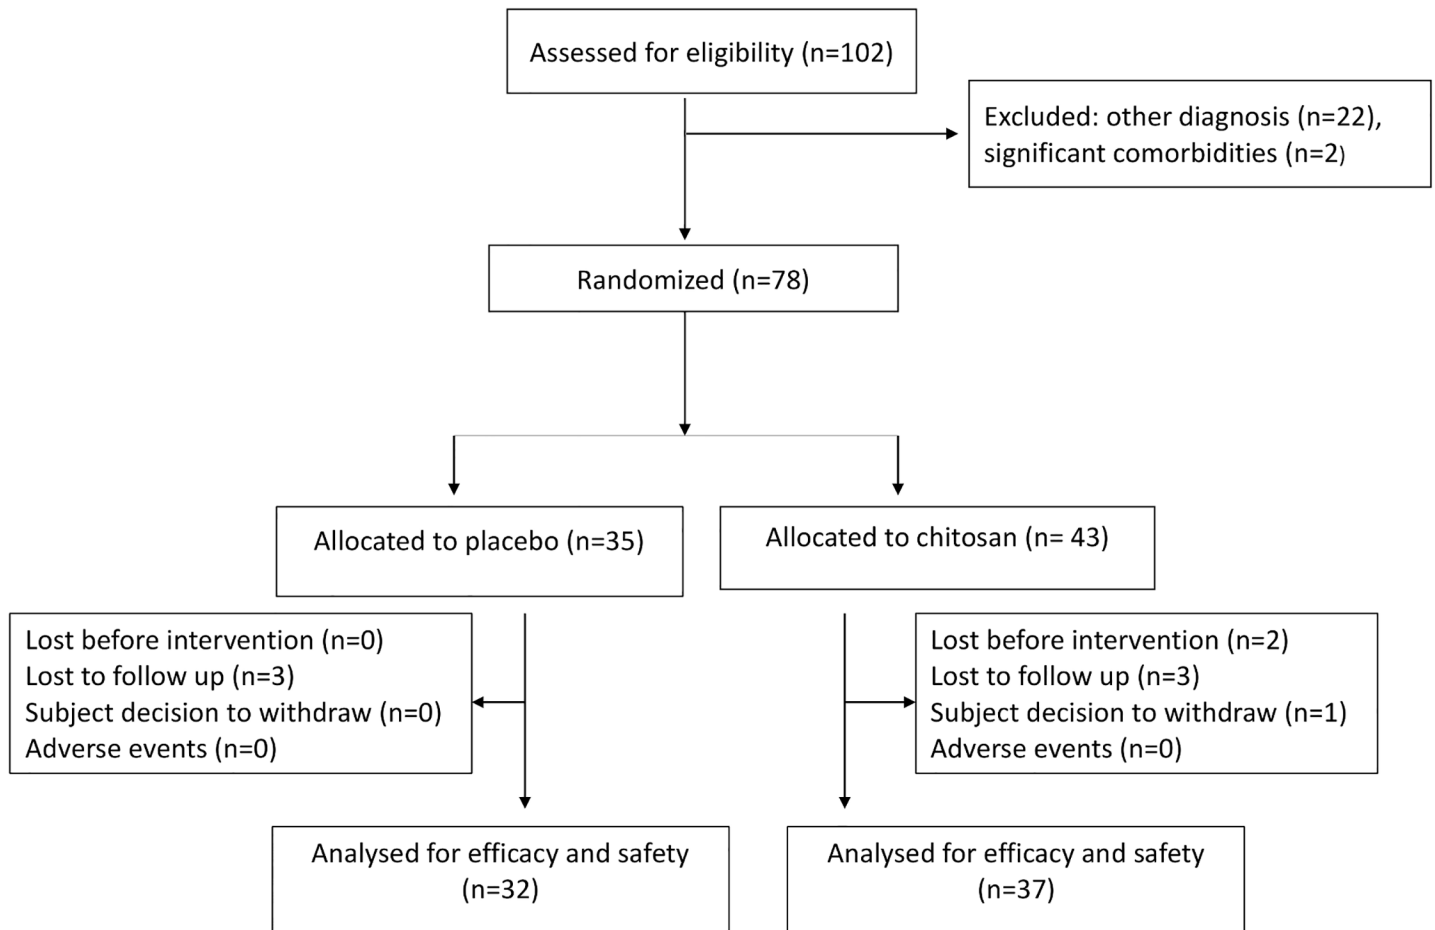 Assessed for eligibility (n=102)
Excluded: other diagnosis (n=22),
significant comorbidities (n=2)
Randomized (n=78)
Allocated to placebo (n=35)
Allocated to chitosan (n= 43)
Lost before intervention (n=0)
Lost to follow up (n=3)
Subject decision to withdraw (n=0)
Adverse events (n=0)
Lost before intervention (n=2)
Lost to follow up (n=3)
Subject decision to withdraw (n=1)
Adverse events (n=0)
Analysed for efficacy and safety
(n=32)
Analysed for efficacy and safety
(n=37)